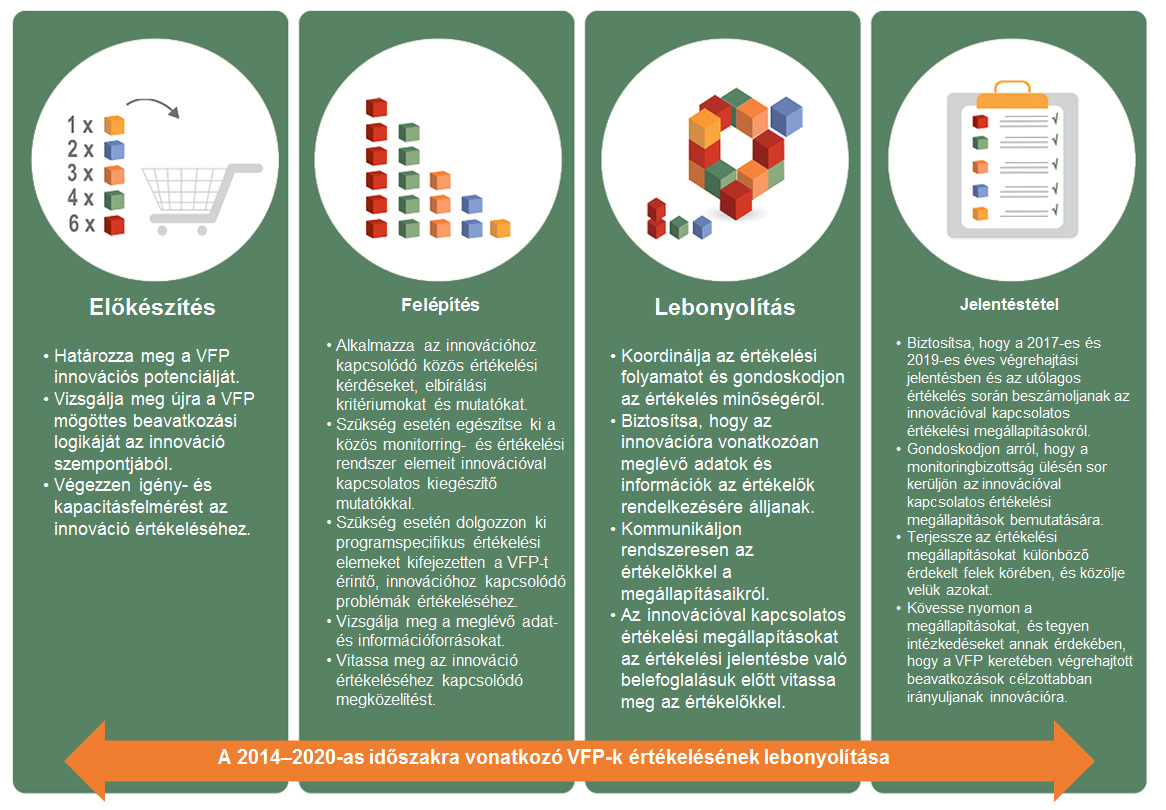 1 x
2 x
3 x
4 x
6 x
Előkészítés
• Határozza meg a VFP
innovációs potenciálját.
• Vizsgálja meg újra a VFP
mögöttes beavatkozási
logikáját az innováció
szempontjából.
• Végezzen igény- és
kapacitásfelmérést az
innováció értékeléséhez.
Felépítés
• Alkalmazza az innovációhoz
kapcsolódó közös értékelési
kérdéseket, elbírálási
kritériumokat és mutatókat.
• Szükség esetén egészítse ki a
közös monitorring- és értékelési
rendszer elemeit innovációval
kapcsolatos kiegészítő
mutatókkal.
• Szükség esetén dolgozzon ki
programspecifikus értékelési
elemeket kifejezetten a VFP-t
érintő, innovációhoz kapcsolódó
problémák értékeléséhez.
• Vizsgálja meg a meglévő adat-
és információforrásokat.
• Vitassa meg az innováció
értékeléséhez kapcsolódó
megközelítést.
Lebonyolítás
• Koordinálja az értékelési
folyamatot és gondoskodjon
az értékelés minőségéről.
• Biztosítsa, hogy az
innovációra vonatkozóan
meglévő adatok és
információk az értékelők
rendelkezésére álljanak.
• Kommunikáljon
rendszeresen az
értékelőkkel a
megállapításaikról.
• Az innovációval kapcsolatos
értékelési megállapításokat
az értékelési jelentésbe való
belefoglalásuk előtt vitassa
meg az értékelőkkel.
Jelentéstétel
• Biztosítsa, hogy a 2017-es és
2019-es éves végrehajtási
jelentésben és az utólagos
értékelés során beszámoljanak az
innovációval kapcsolatos
értékelési megállapításokról.
• Gondoskodjon arról, hogy a
monitoringbizottság ülésén sor
kerüljön az innovációval
kapcsolatos értékelési
megállapítások bemutatására.
• Terjessze az értékelési
megállapításokat különböző
érdekelt felek körében, és közölje
velük azokat.
• Kövesse nyomon a
megállapításokat, és tegyen
intézkedéseket annak érdekében,
hogy a VFP keretében végrehajtott
beavatkozások célzottabban
irányuljanak innovációra.
A 2014–2020-as időszakra vonatkozó VFP-k értékelésének lebonyolítása